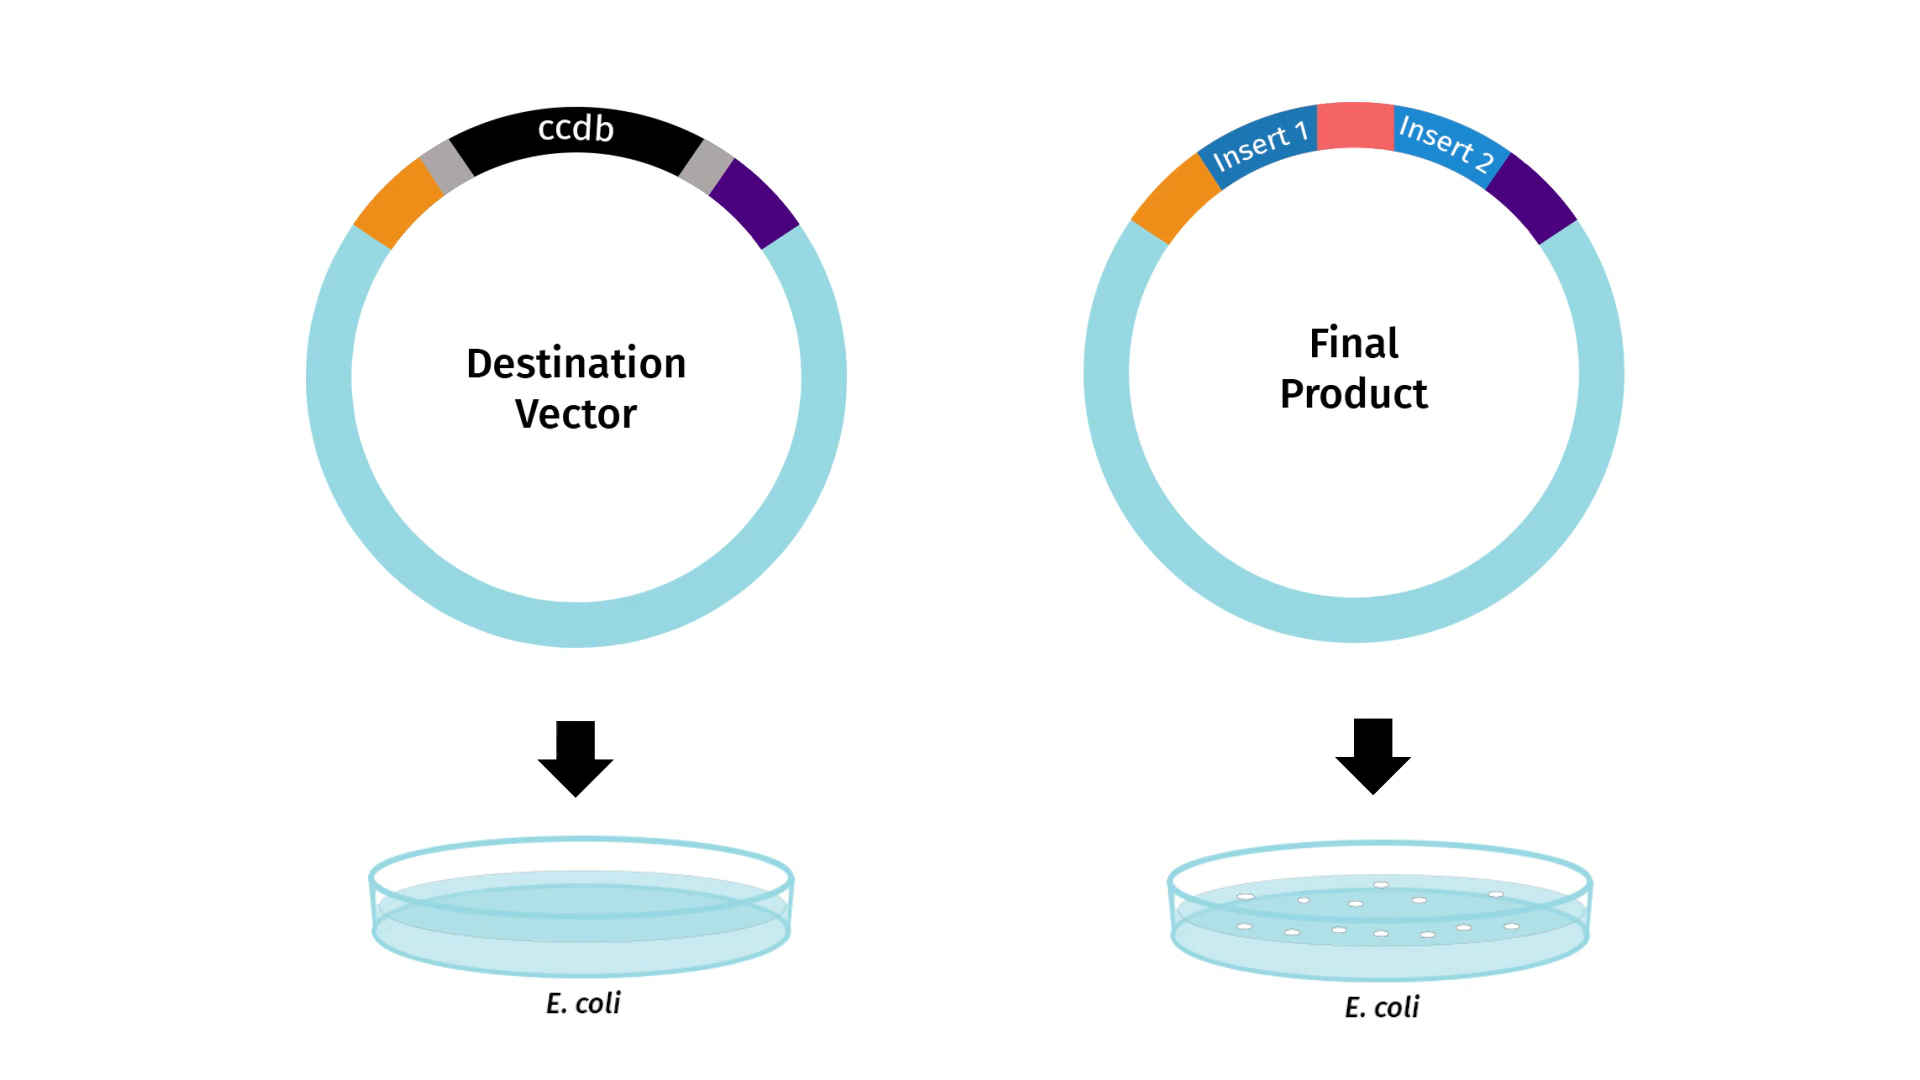 ccdb
Destination
Vector
E. coli
Insert 1
Insert 2
Final
Product
E. coli